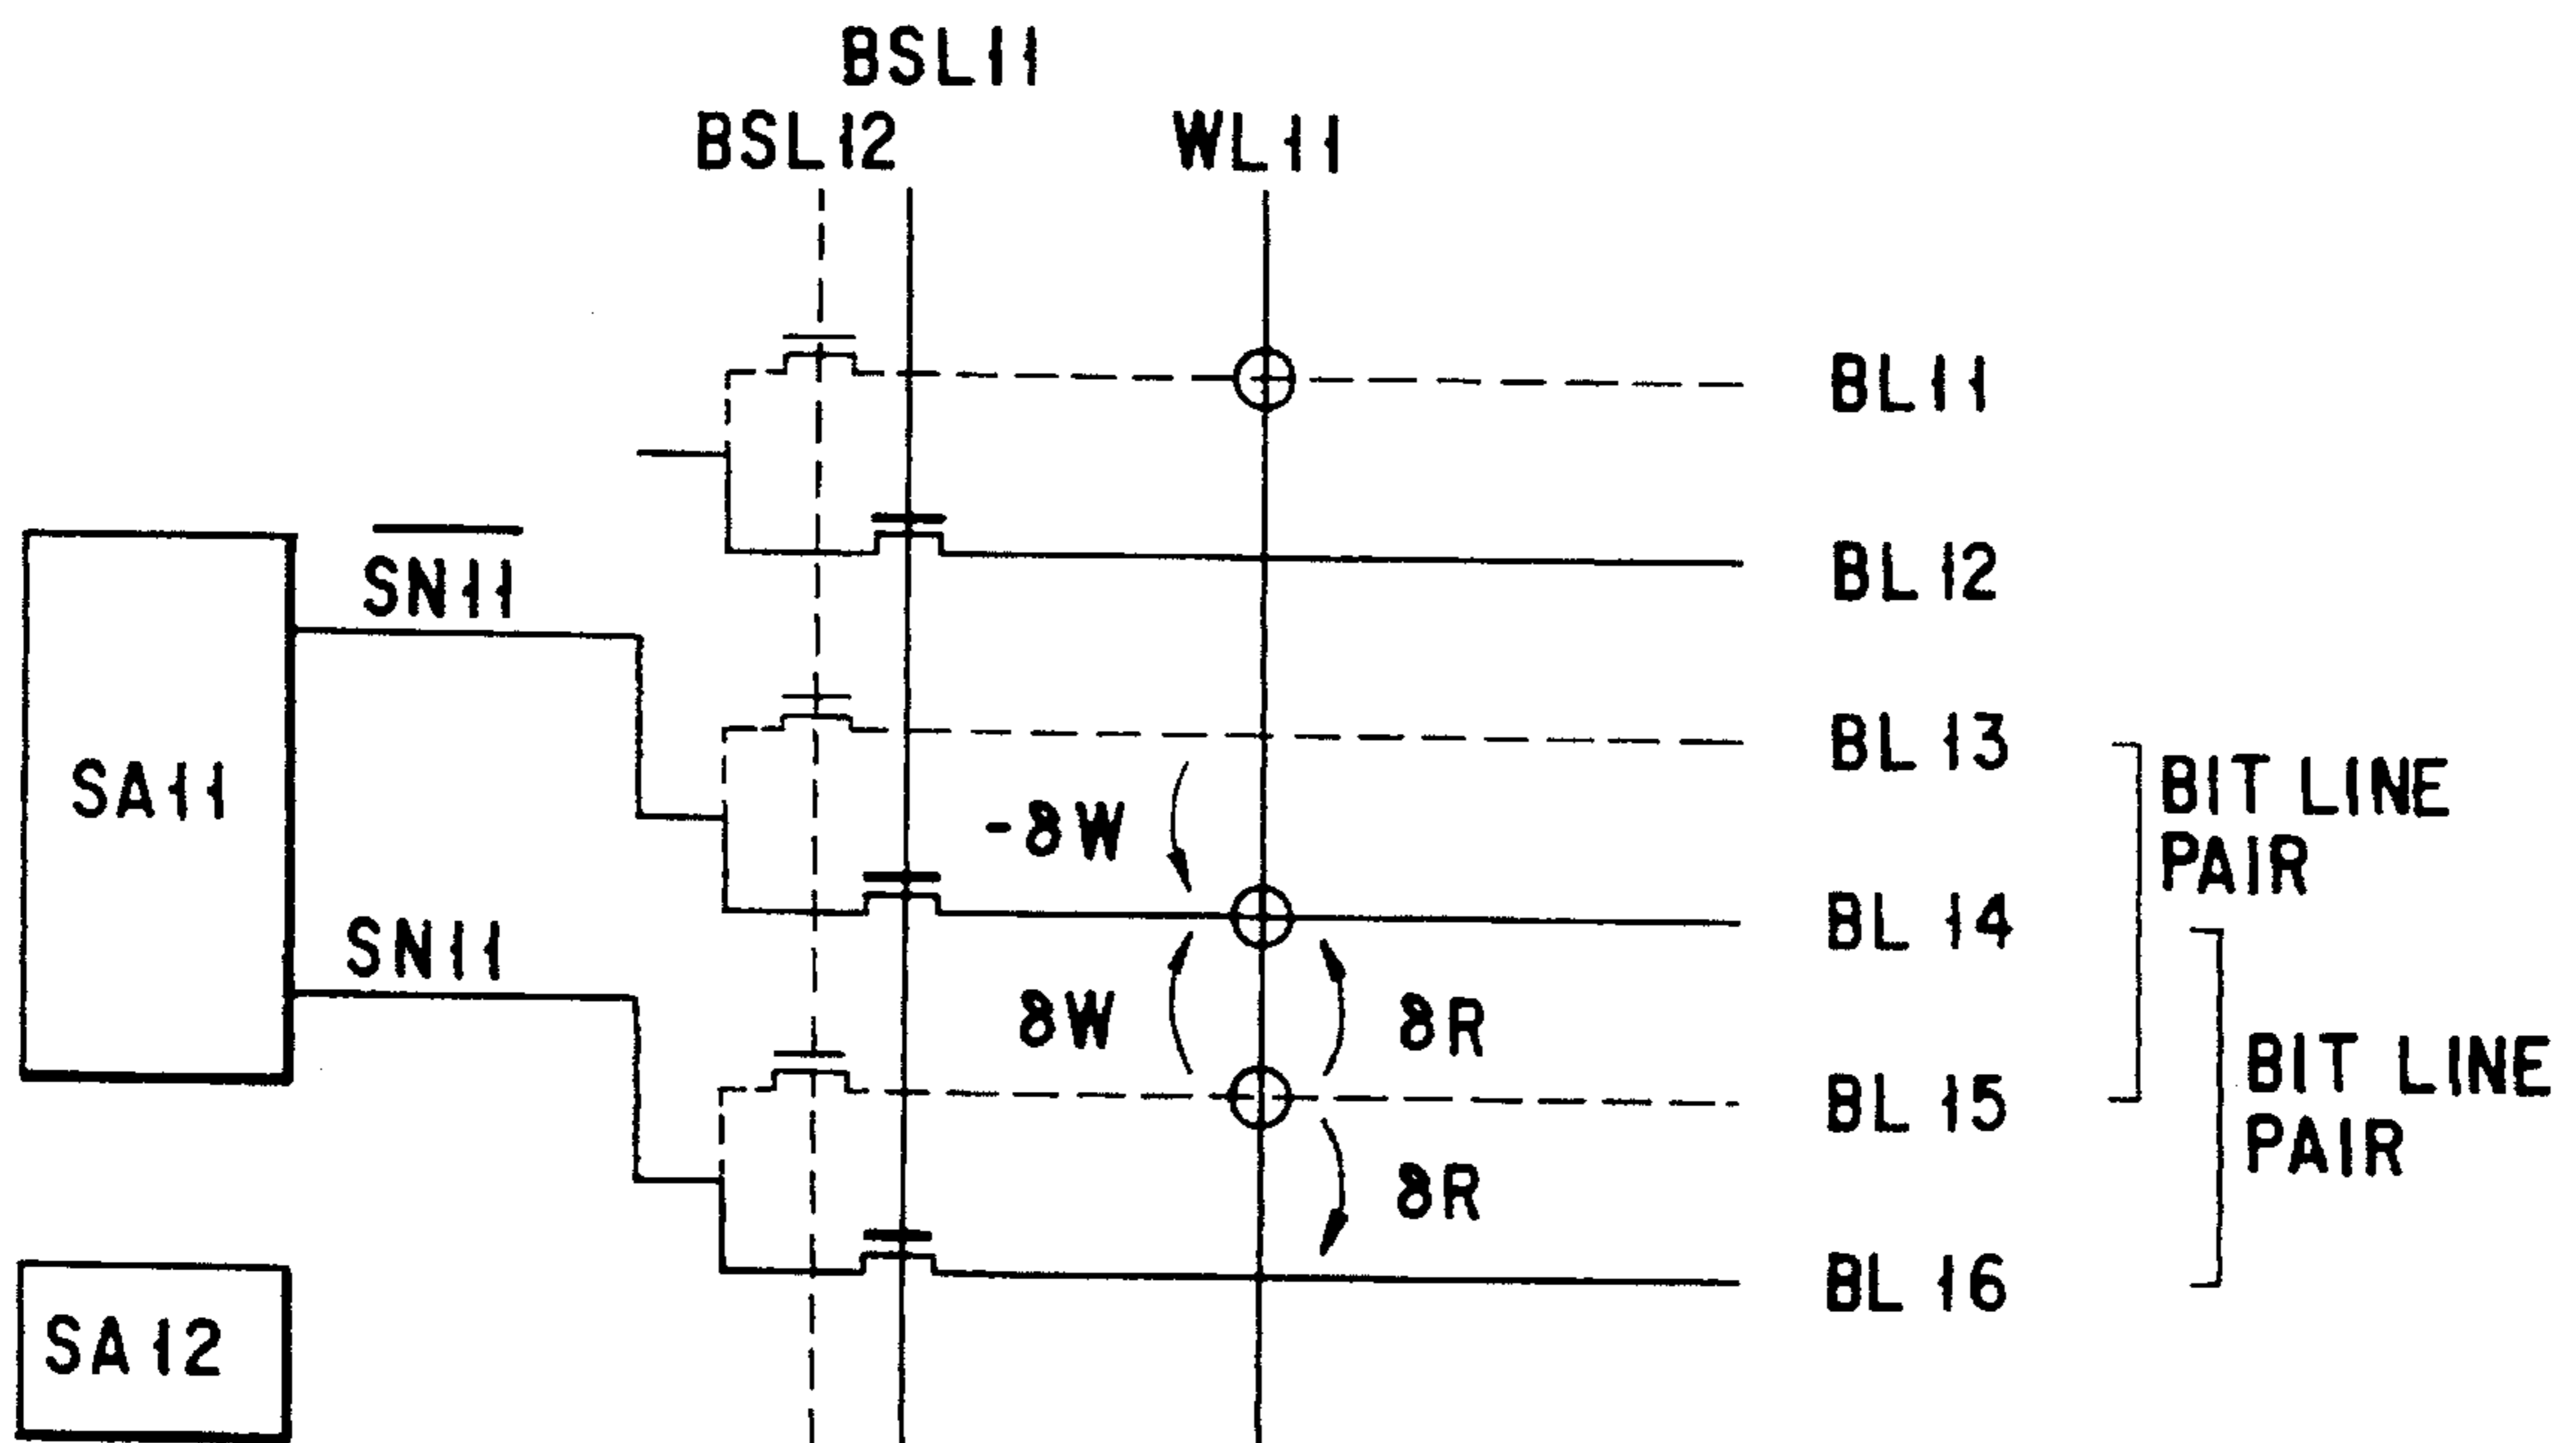 BSL11
BSL12
WL11
BL11
BL12
SN11
SA11
BL13
BIT LINE
PAIR
-δW
BL14
SN11
δW
δR
BL15
BIT LINE
PAIR
δR
BL16
SA12